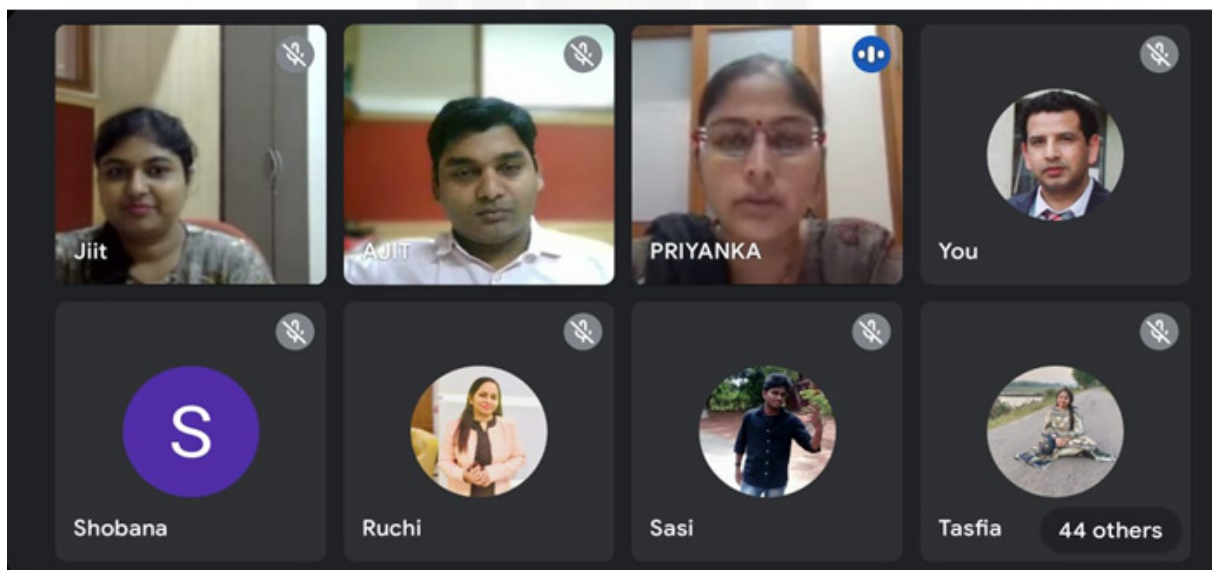 Jiit
AJIT
PRIYANKA
You
S
Shobana
Ruchi
Sasi
Tasfia
44 others